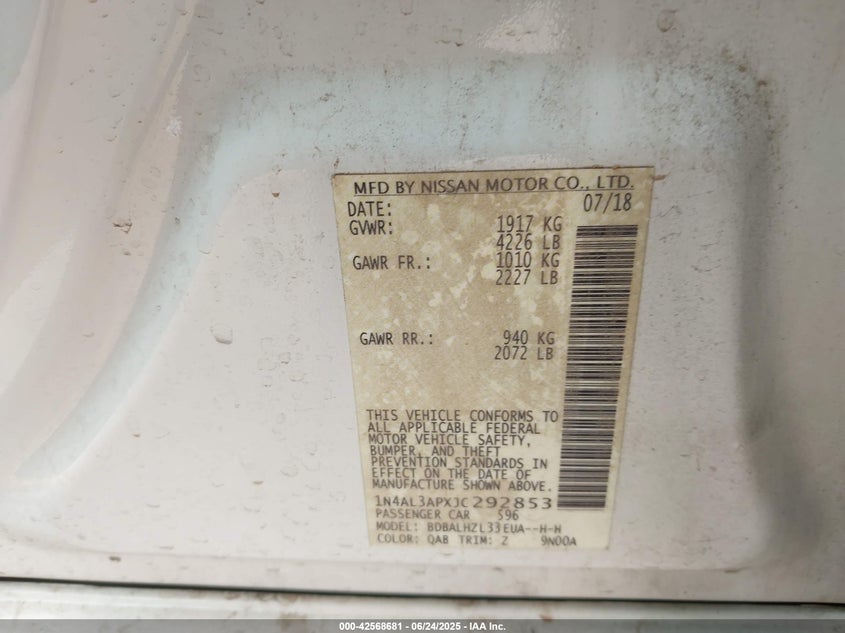 MFD BY NISSAN MOTOR CO., LTD.
DATE: 07/18
GVWR: 1917 KG
4226 LB
GAWR FR.: 1010 KG
2227 LB
GAWR RR.: 940 KG
2072 LB
THIS VEHICLE CONFORMS TO
ALL APPLICABLE FEDERAL
MOTOR VEHICLE SAFETY,
BUMPER, AND THEFT
PREVENTION STANDARDS IN
EFFECT ON THE DATE OF
MANUFACTURE SHOWN ABOVE.
1N4AL3APXJC292853
PASSENGER CAR 596
MODEL: BDBALHZL33EUA--H-H
COLOR: QAB TRIM: Z 9N00A
000-42568681 - 06/24/2025 - IAA Inc.